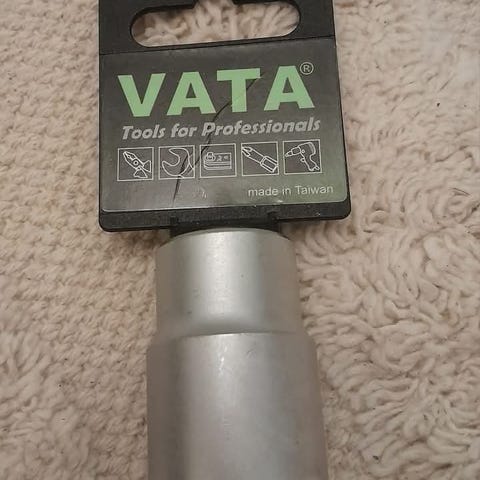 VATA®
Tools for Professionals
made in Taiwan